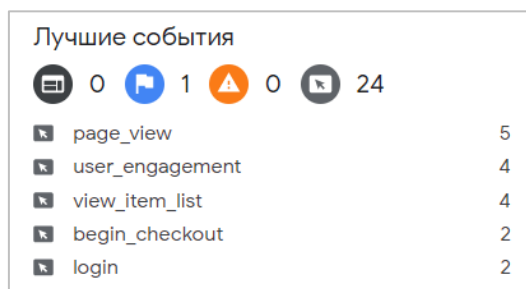 Лучшие события
0 1 0 24
page_view 5
user_engagement 4
view_item_list 4
begin_checkout 2
login 2